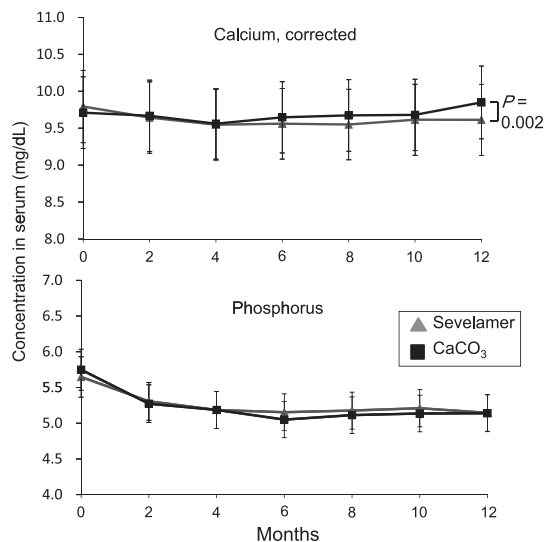 Concentration in serum (mg/dL)
Calcium, corrected
11.0
10.5
10.0
9.5
9.0
8.5
8.0
P =
0.002
0 2 4 6 8 10 12
Phosphorus
7.0
6.5
6.0
5.5
5.0
4.5
4.0
Sevelamer
CaCO₃
0 2 4 6 8 10 12
Months